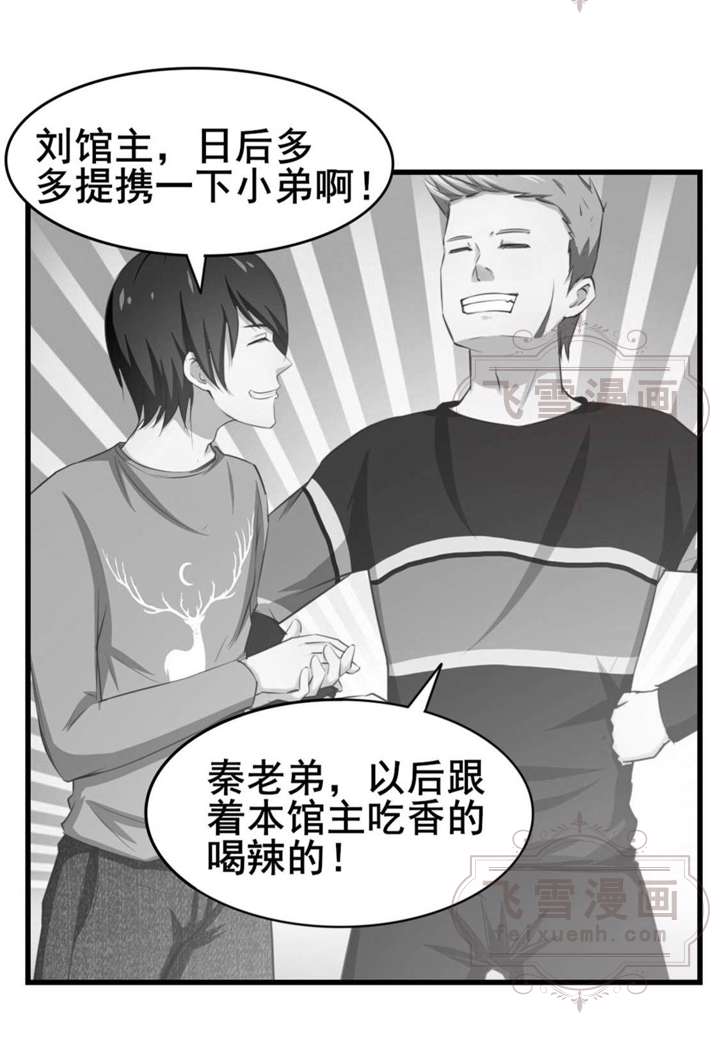 刘馆主，日后多
多提携一下小弟啊！
飞雪漫画
秦老弟，以后跟
着本馆主吃香的
喝辣的！
飞雪漫画
feixuemh.com